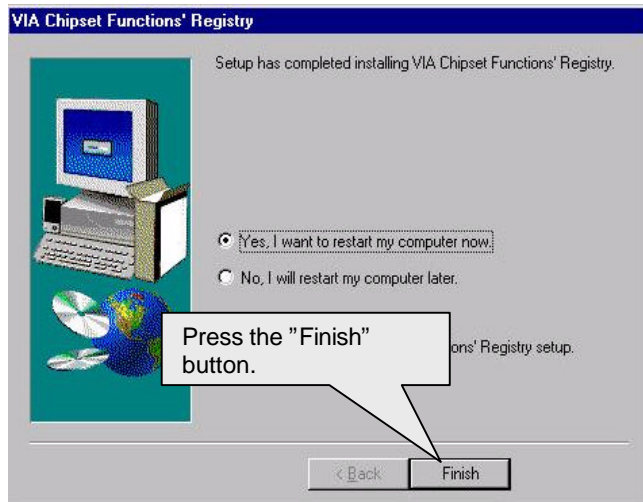 VIA Chipset Functions' Registry
Setup has completed installing VIA Chipset Functions' Registry.
Yes, I want to restart my computer now.
No, I will restart my computer later.
Press the ”Finish”
button.
ons' Registry setup.
< Back
Finish